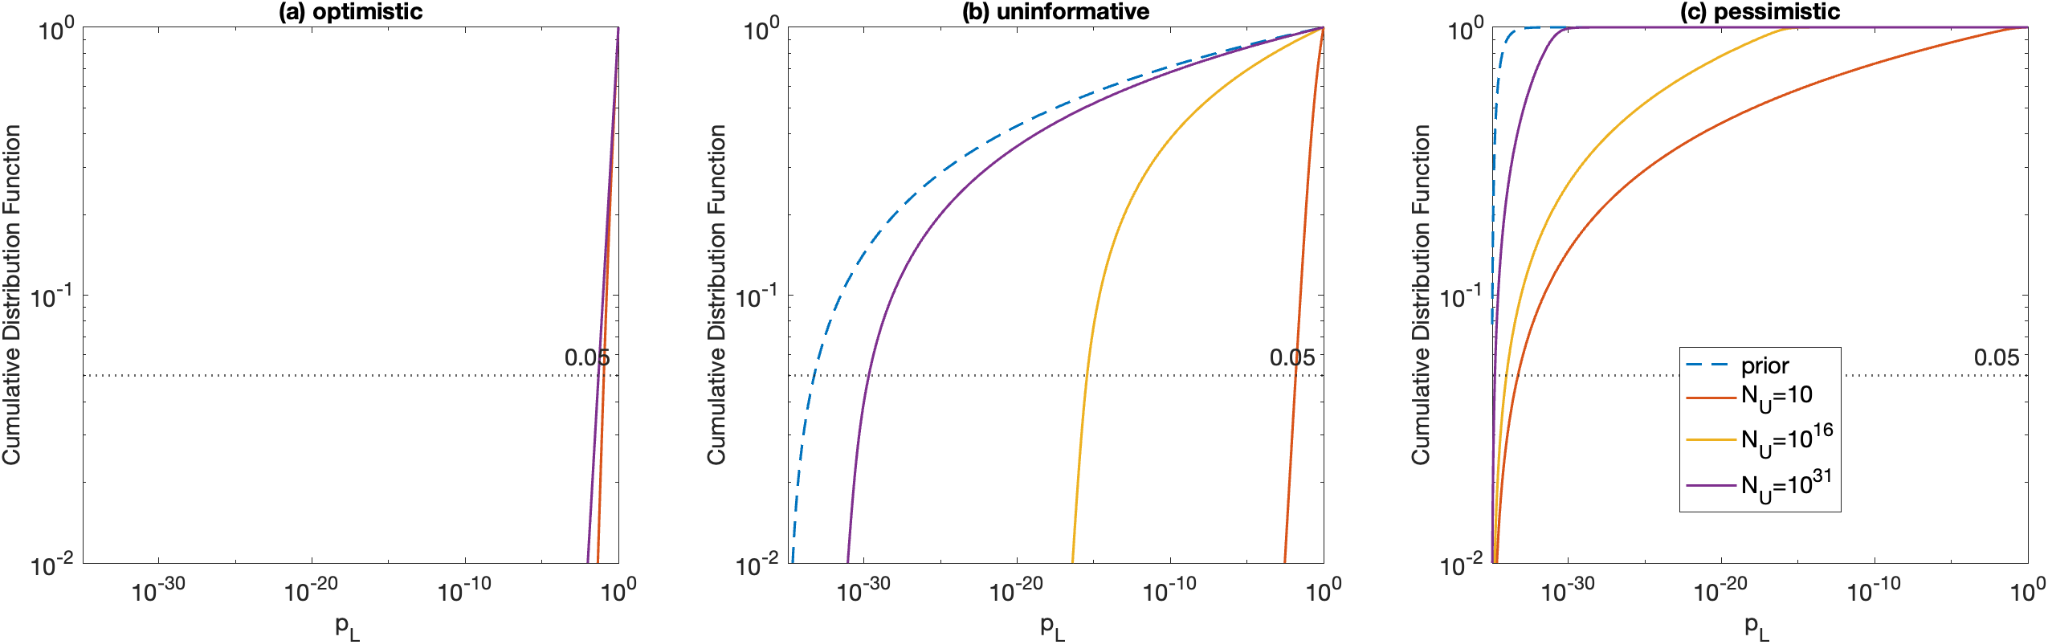 (a) optimistic
Cumulative Distribution Function
10^0
10^-1
10^-2
0.05
10^-30
10^-20
10^-10
10^0
p_L
(b) uninformative
Cumulative Distribution Function
10^0
10^-1
10^-2
0.05
10^-30
10^-20
10^-10
10^0
p_L
(c) pessimistic
Cumulative Distribution Function
10^0
10^-1
10^-2
0.05
prior
N_U=10
N_U=10^16
N_U=10^31
10^-30
10^-20
10^-10
10^0
p_L